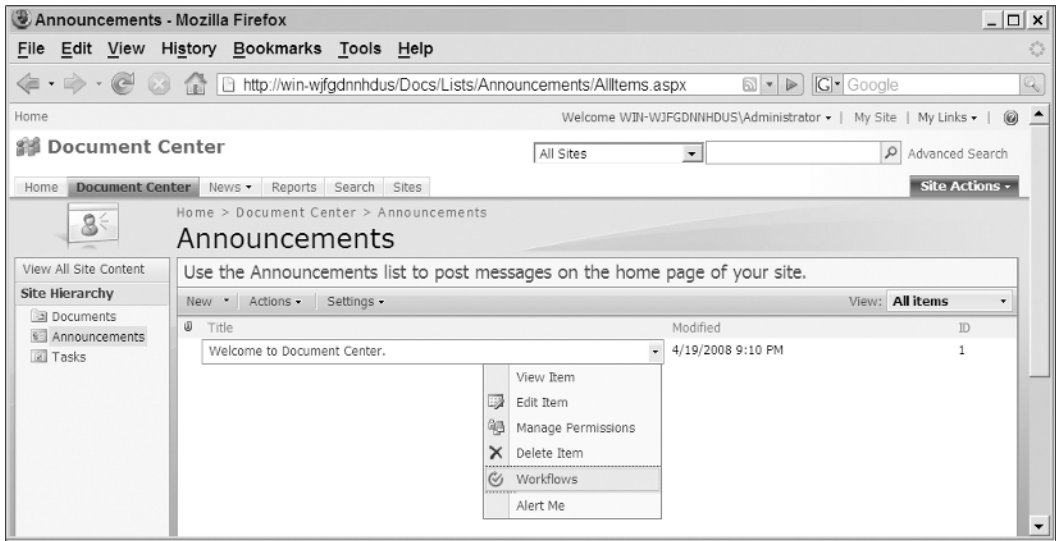 Announcements - Mozilla Firefox
File Edit View History Bookmarks Tools Help
http://win-wjfgdnnhdus/Docs/Lists/Announcements/AllItems.aspx G Google
Home Welcome WIN-WJFGDNNHDUS\Administrator | My Site | My Links |
Document Center All Sites Advanced Search
Home Document Center News Reports Search Sites Site Actions
Home > Document Center > Announcements
Announcements
View All Site Content Use the Announcements list to post messages on the home page of your site.
Site Hierarchy New Actions Settings View: All items
Documents Title Modified ID
Announcements Welcome to Document Center. 4/19/2008 9:10 PM 1
Tasks
View Item
Edit Item
Manage Permissions
Delete Item
Workflows
Alert Me